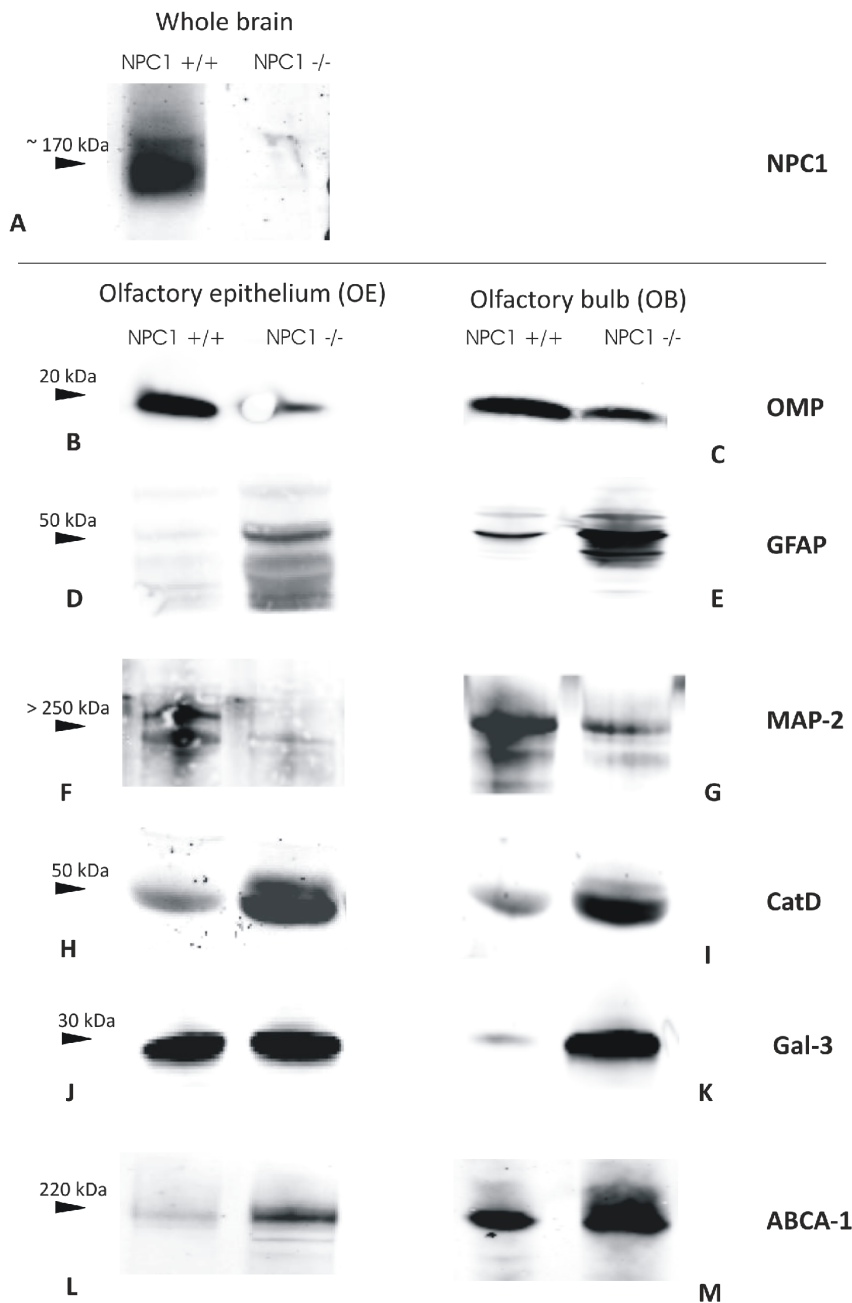 Whole brain
NPC1 +/+ NPC1 -/-
~ 170 kDa
NPC1
A
Olfactory epithelium (OE) Olfactory bulb (OB)
NPC1 +/+ NPC1 -/- NPC1 +/+ NPC1 -/-
20 kDa
OMP
B
C
50 kDa
GFAP
D E
> 250 kDa
MAP-2
F G
50 kDa
CatD
H I
30 kDa
Gal-3
J K
220 kDa
ABCA-1
L M